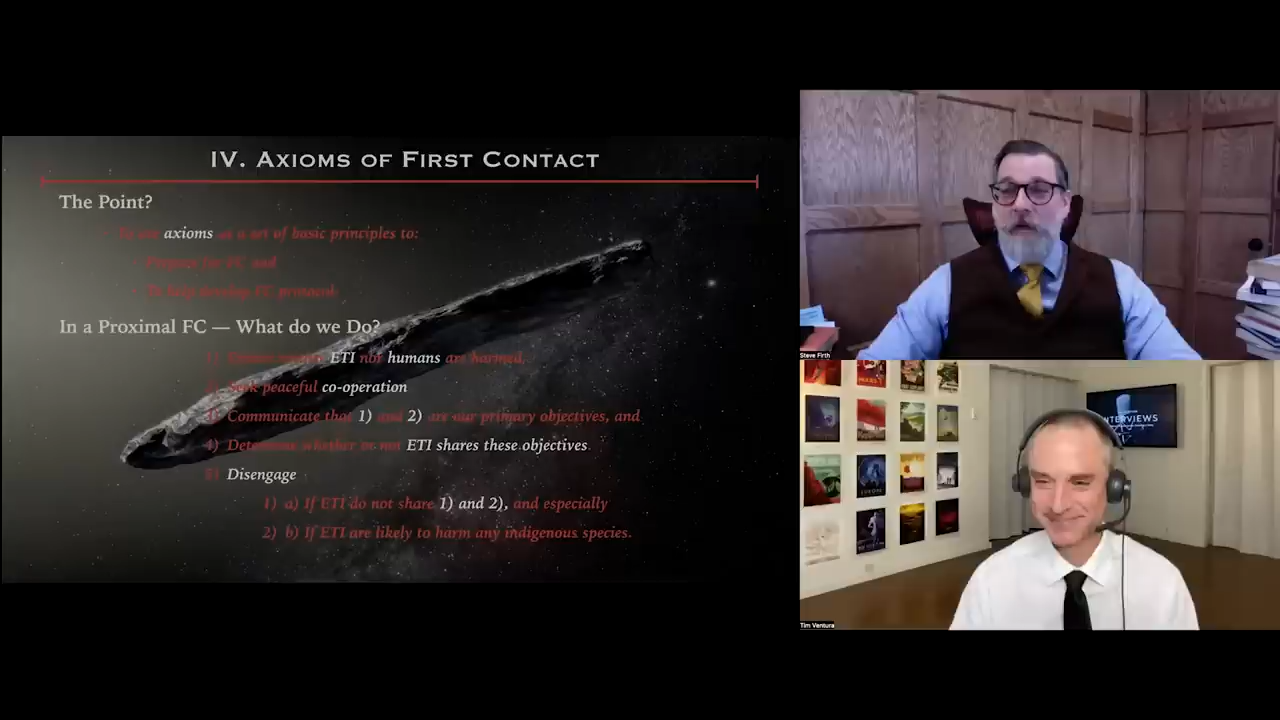 IV. AXIOMS OF FIRST CONTACT
The Point?
To use axioms as a set of basic principles to:
Prepare for FC and
To help develop FC protocol
In a Proximal FC — What do we Do?
1) Ensure neither ETI nor humans are harmed,
2) Seek peaceful co-operation
3) Communicate that 1) and 2) are our primary objectives, and
4) Determine whether or not ETI shares these objectives.
5) Disengage
1) a) If ETI do not share 1) and 2), and especially
2) b) If ETI are likely to harm any indigenous species.
Steve Firth
INTERVIEWS
Tim Ventura